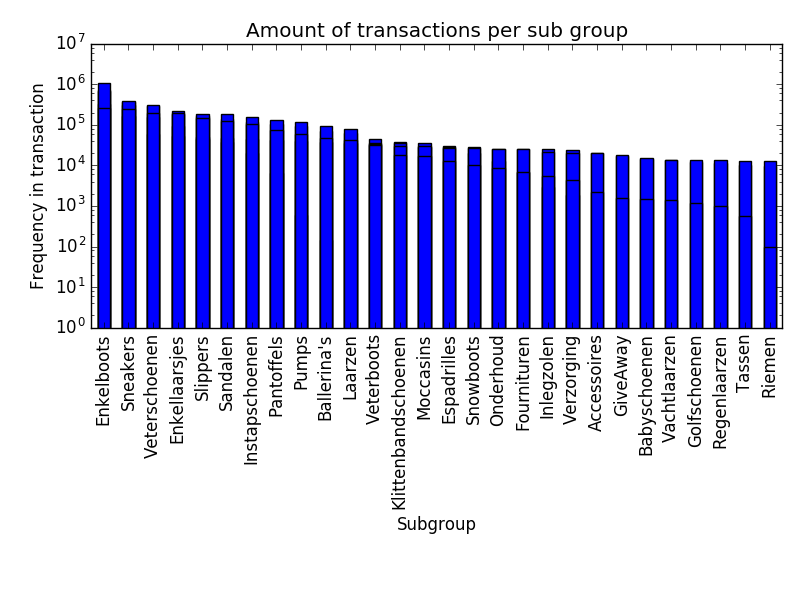 Amount of transactions per sub group
Frequency in transaction
10^7
10^6
10^5
10^4
10^3
10^2
10^1
10^0
Enkelboots
Sneakers
Veterschoenen
Enkellaarsjes
Slippers
Sandalen
Instapschoenen
Pantoffels
Pumps
Ballerina's
Laarzen
Veterboots
Klittenbandschoenen
Moccasins
Espadrilles
Snowboots
Onderhoud
Fournituren
Inlegzolen
Verzorging
Accessoires
GiveAway
Babyschoenen
Vachtlaarzen
Golfschoenen
Regenlaarzen
Tassen
Riemen
Subgroup